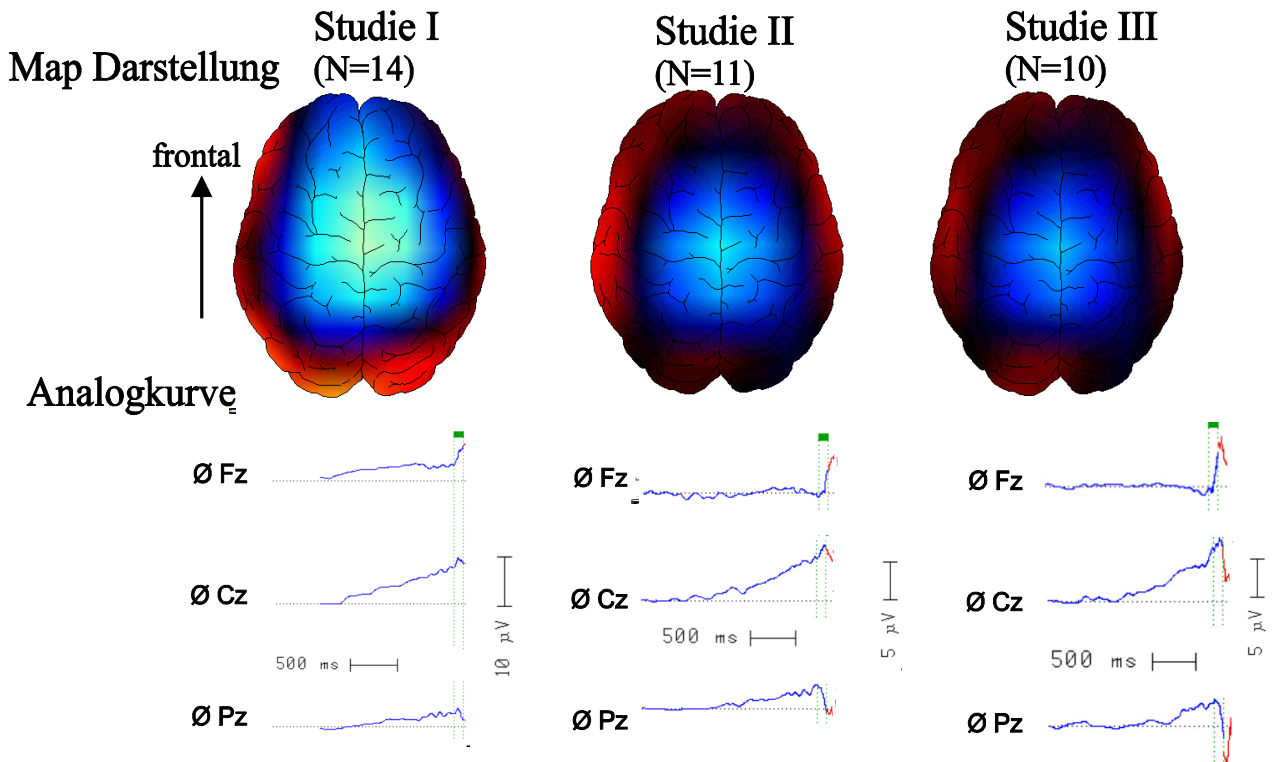 Map Darstellung
Studie I
(N=14)
Studie II
(N=11)
Studie III
(N=10)
frontal
Analogkurve
Ø Fz
Ø Cz
500 ms
10 µV
Ø Pz
Ø Fz
Ø Cz
500 ms
5 µV
Ø Pz
Ø Fz
Ø Cz
500 ms
5 µV
Ø Pz